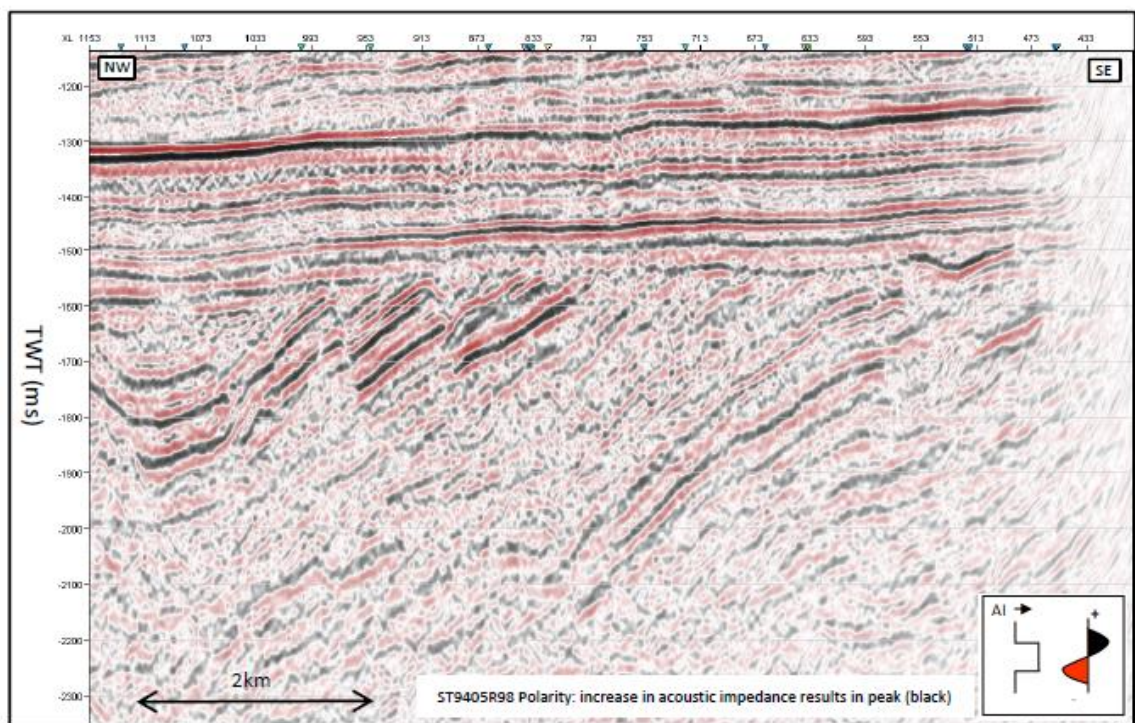 XL 1153 1113 1073 1033 993 953 913 873 833 793 753 713 673 633 593 553 513 473 433
NW SE
-1200
-1300
-1400
-1500
-1600
-1700
-1800
-1900
-2000
-2100
-2200
-2300
TWT (ms)
2km
ST9405R98 Polarity: increase in acoustic impedance results in peak (black)
AI
+
-